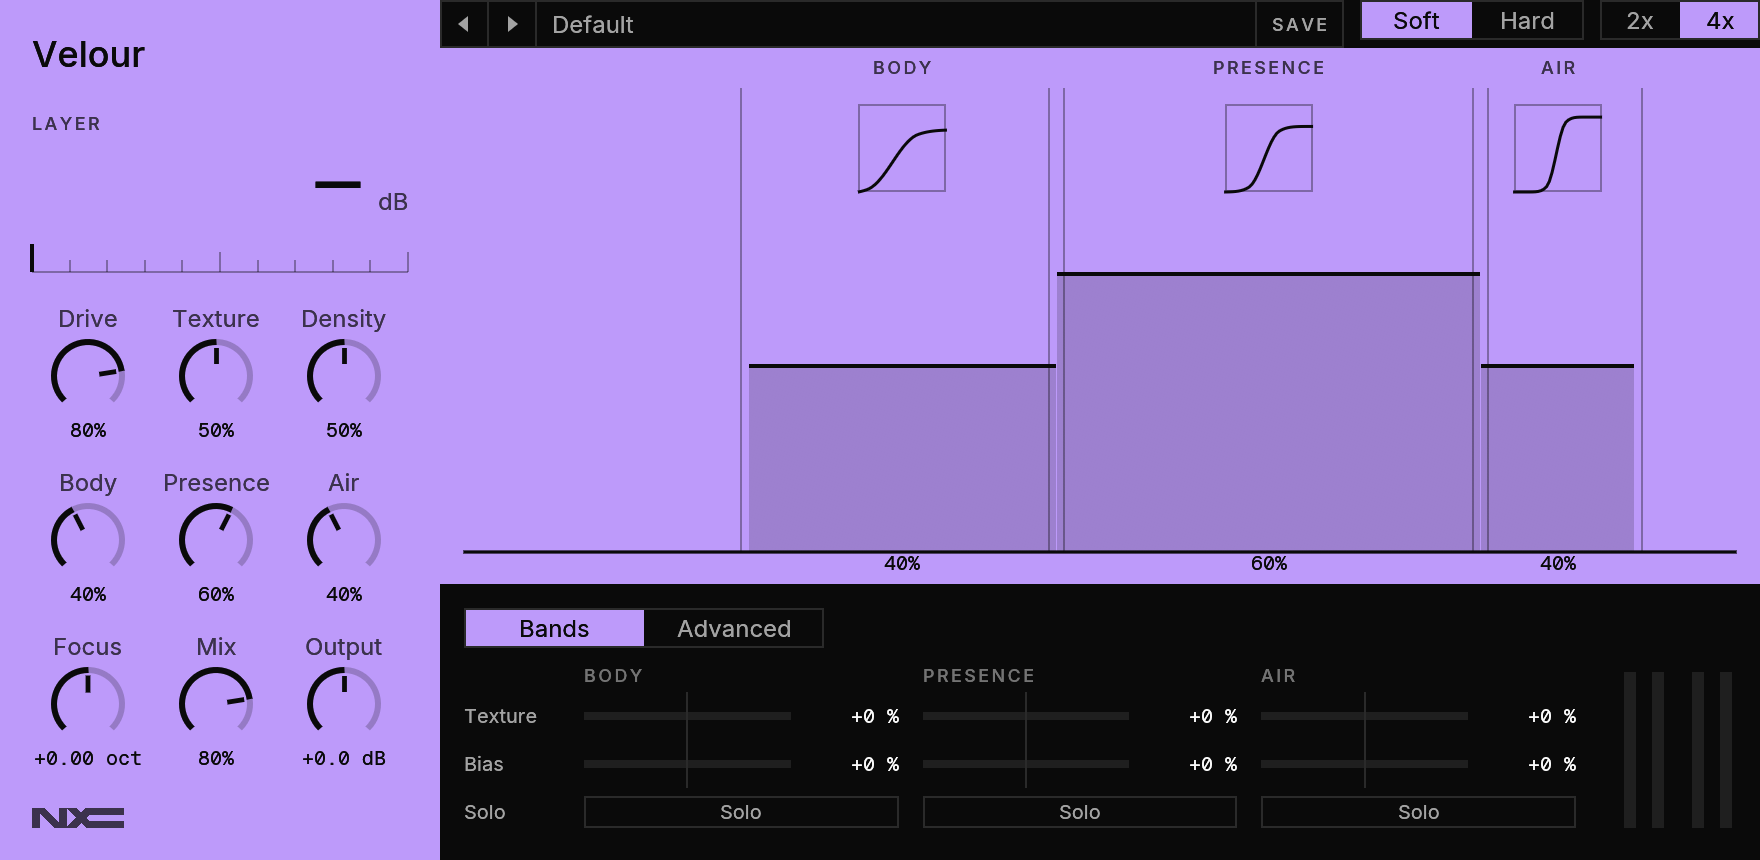 Velour
LAYER
dB
Drive Texture Density
80% 50% 50%
Body Presence Air
40% 60% 40%
Focus Mix Output
+0.00 oct 80% +0.0 dB
NXC
Default SAVE Soft Hard 2x 4x
BODY PRESENCE AIR
40% 60% 40%
Bands Advanced
BODY PRESENCE AIR
Texture +0 % +0 % +0 %
Bias +0 % +0 % +0 %
Solo Solo Solo Solo